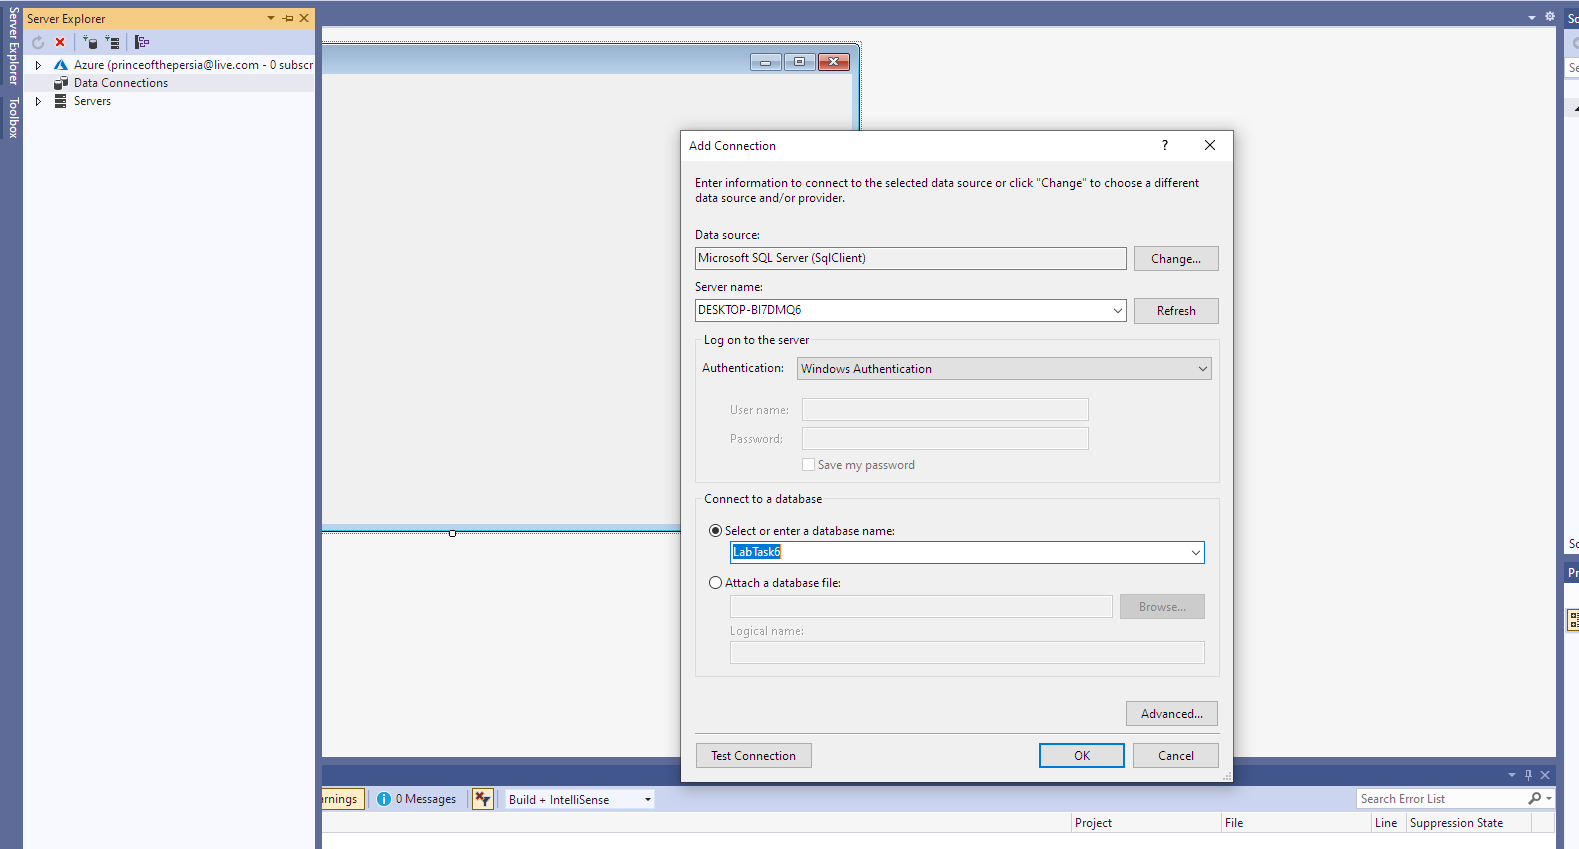 Server Explorer
Toolbox
Server Explorer
Azure (princeofthepersia@live.com - 0 subscr
Data Connections
Servers
Add Connection
?
Enter information to connect to the selected data source or click "Change" to choose a different
data source and/or provider.
Data source:
Microsoft SQL Server (SqlClient)
Change...
Server name:
DESKTOP-BI7DMQ6
Refresh
Log on to the server
Authentication:
Windows Authentication
User name:
Password:
Save my password
Connect to a database
Select or enter a database name:
LabTask6
Attach a database file:
Browse...
Logical name:
Advanced...
Test Connection
OK
Cancel
So
Se
So
Pr
rnings
0 Messages
Build + IntelliSense
Search Error List
Project
File
Line
Suppression State